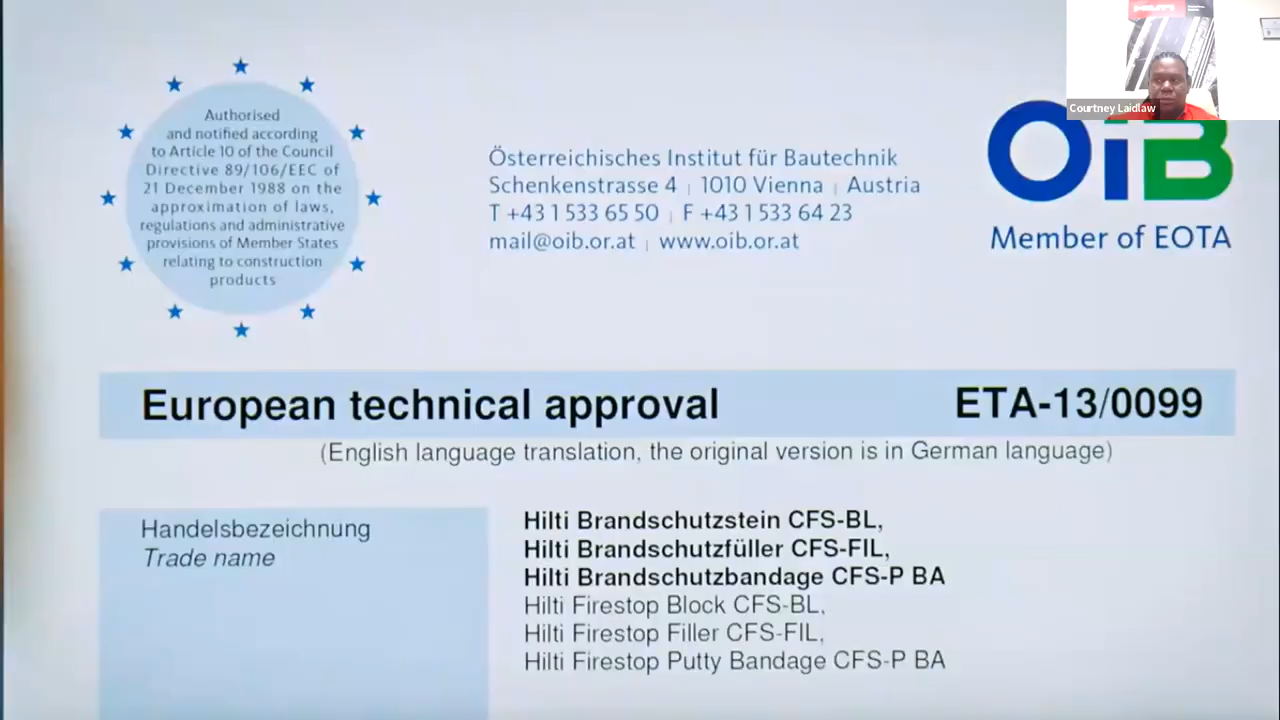 HILTI
Courtney Laidlaw
Authorised
and notified according
to Article 10 of the Council
Directive 89/106/EEC of
21 December 1988 on the
approximation of laws,
regulations and administrative
provisions of Member States
relating to construction
products
Österreichisches Institut für Bautechnik
Schenkenstrasse 4 | 1010 Vienna | Austria
T +43 1 533 65 50 | F +43 1 533 64 23
mail@oib.or.at | www.oib.or.at
OiB
Member of EOTA
European technical approval ETA-13/0099
(English language translation, the original version is in German language)
Handelsbezeichnung
Trade name
Hilti Brandschutzstein CFS-BL,
Hilti Brandschutzfüller CFS-FIL,
Hilti Brandschutzbandage CFS-P BA
Hilti Firestop Block CFS-BL,
Hilti Firestop Filler CFS-FIL,
Hilti Firestop Putty Bandage CFS-P BA